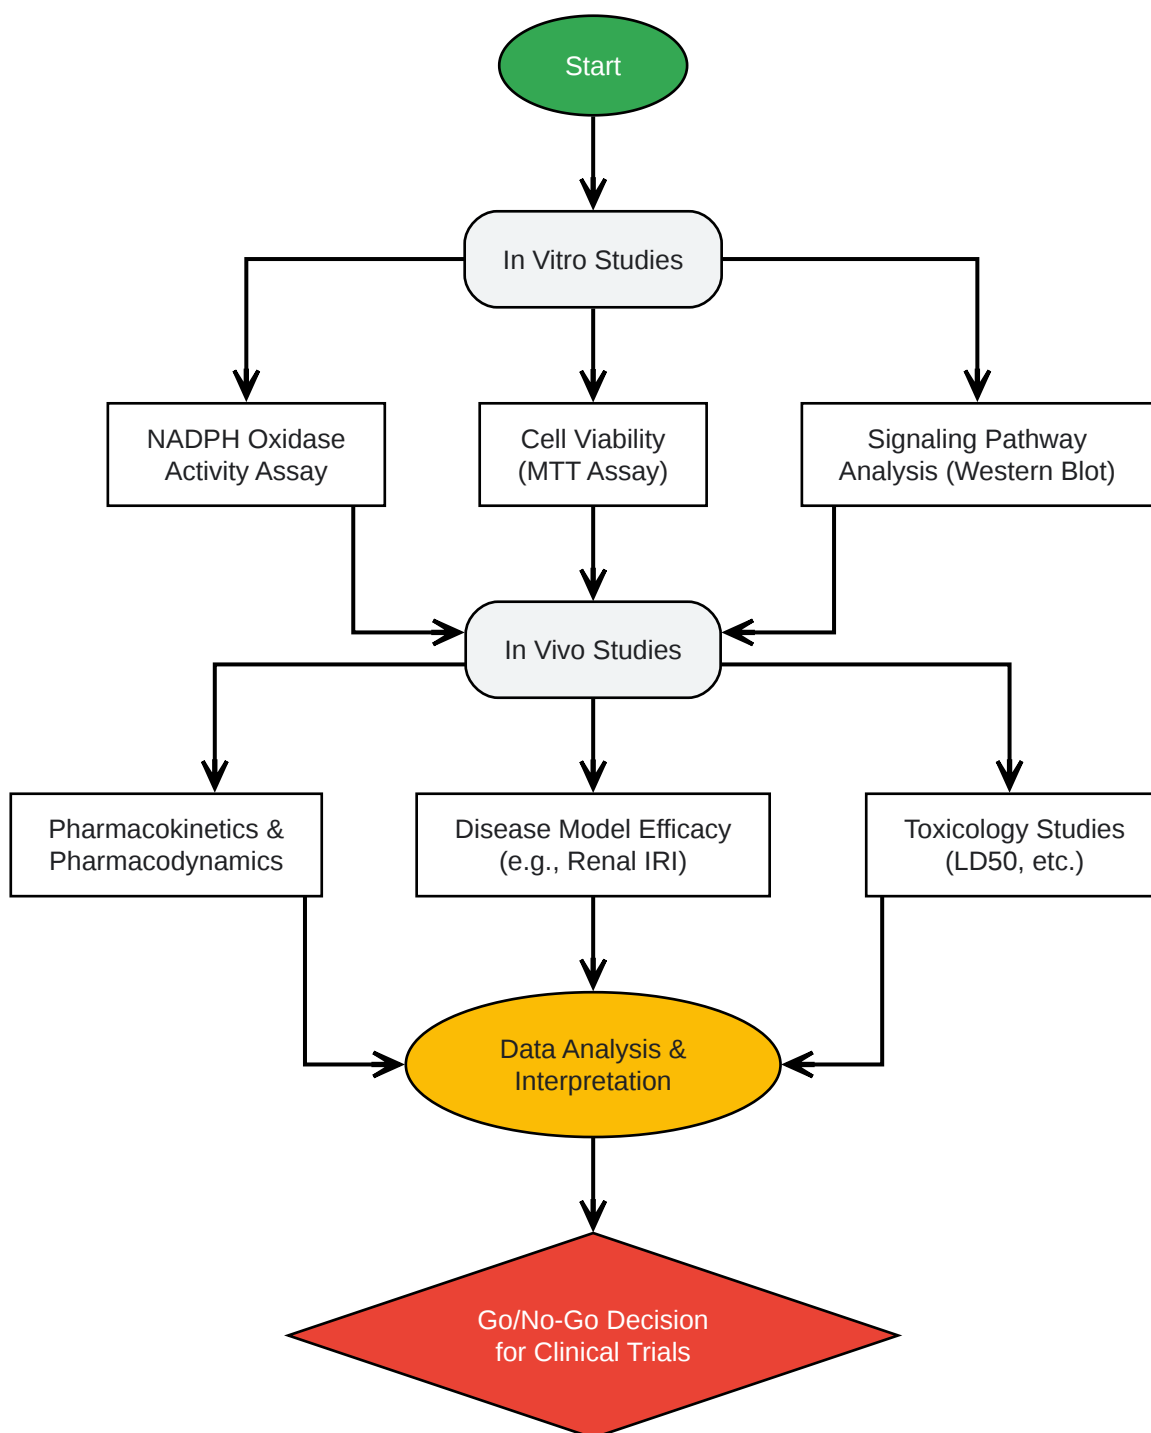 Start
In Vitro Studies
NADPH Oxidase
Activity Assay
Cell Viability
(MTT Assay)
Signaling Pathway
Analysis (Western Blot)
In Vivo Studies
Pharmacokinetics &
Pharmacodynamics
Disease Model Efficacy
(e.g., Renal IRI)
Toxicology Studies
(LD50, etc.)
Data Analysis &
Interpretation
Go/No-Go Decision
for Clinical Trials